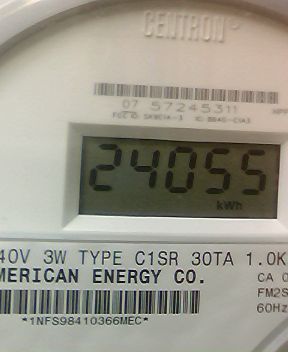 CENTRON
07 57245311
24055
kWh
40V 3W TYPE C1SR 30TA 1.0K
MERICAN ENERGY CO.
CA 0
FM2S
60Hz
*1NFS98410366MEC*